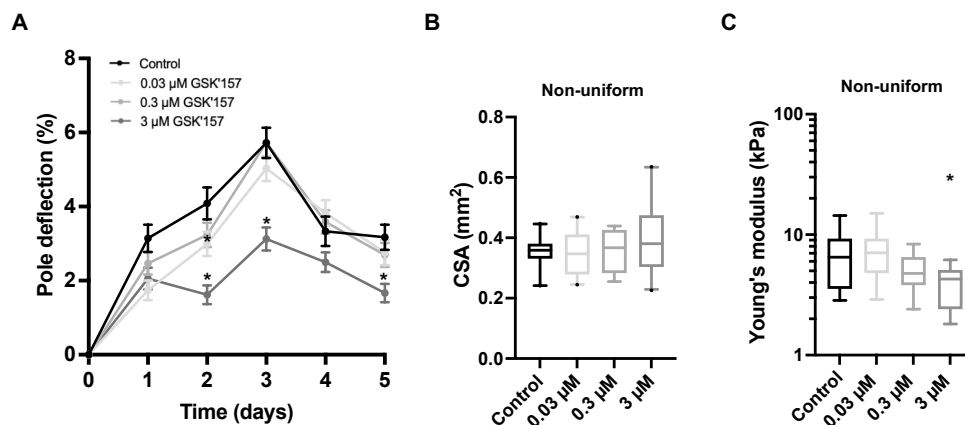 A
Pole deflection (%)
8
6
4
2
0
Control
0.03 µM GSK'157
0.3 µM GSK'157
3 µM GSK'157
*
*
*
*
0
1
2
3
4
5
Time (days)
B
Non-uniform
CSA (mm²)
0.8
0.6
0.4
0.2
0.0
Control
0.03 µM
0.3 µM
3 µM
C
Non-uniform
Young's modulus (kPa)
100
10
1
*
Control
0.03 µM
0.3 µM
3 µM